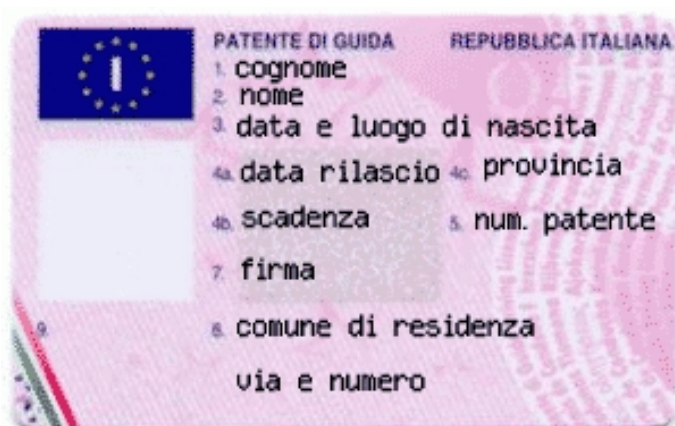 I
PATENTE DI GUIDA REPUBBLICA ITALIANA
1. cognome
2. nome
3. data e luogo di nascita
4a. data rilascio 4c. provincia
4b. scadenza 5. num. patente
7. firma
9. 8. comune di residenza
via e numero